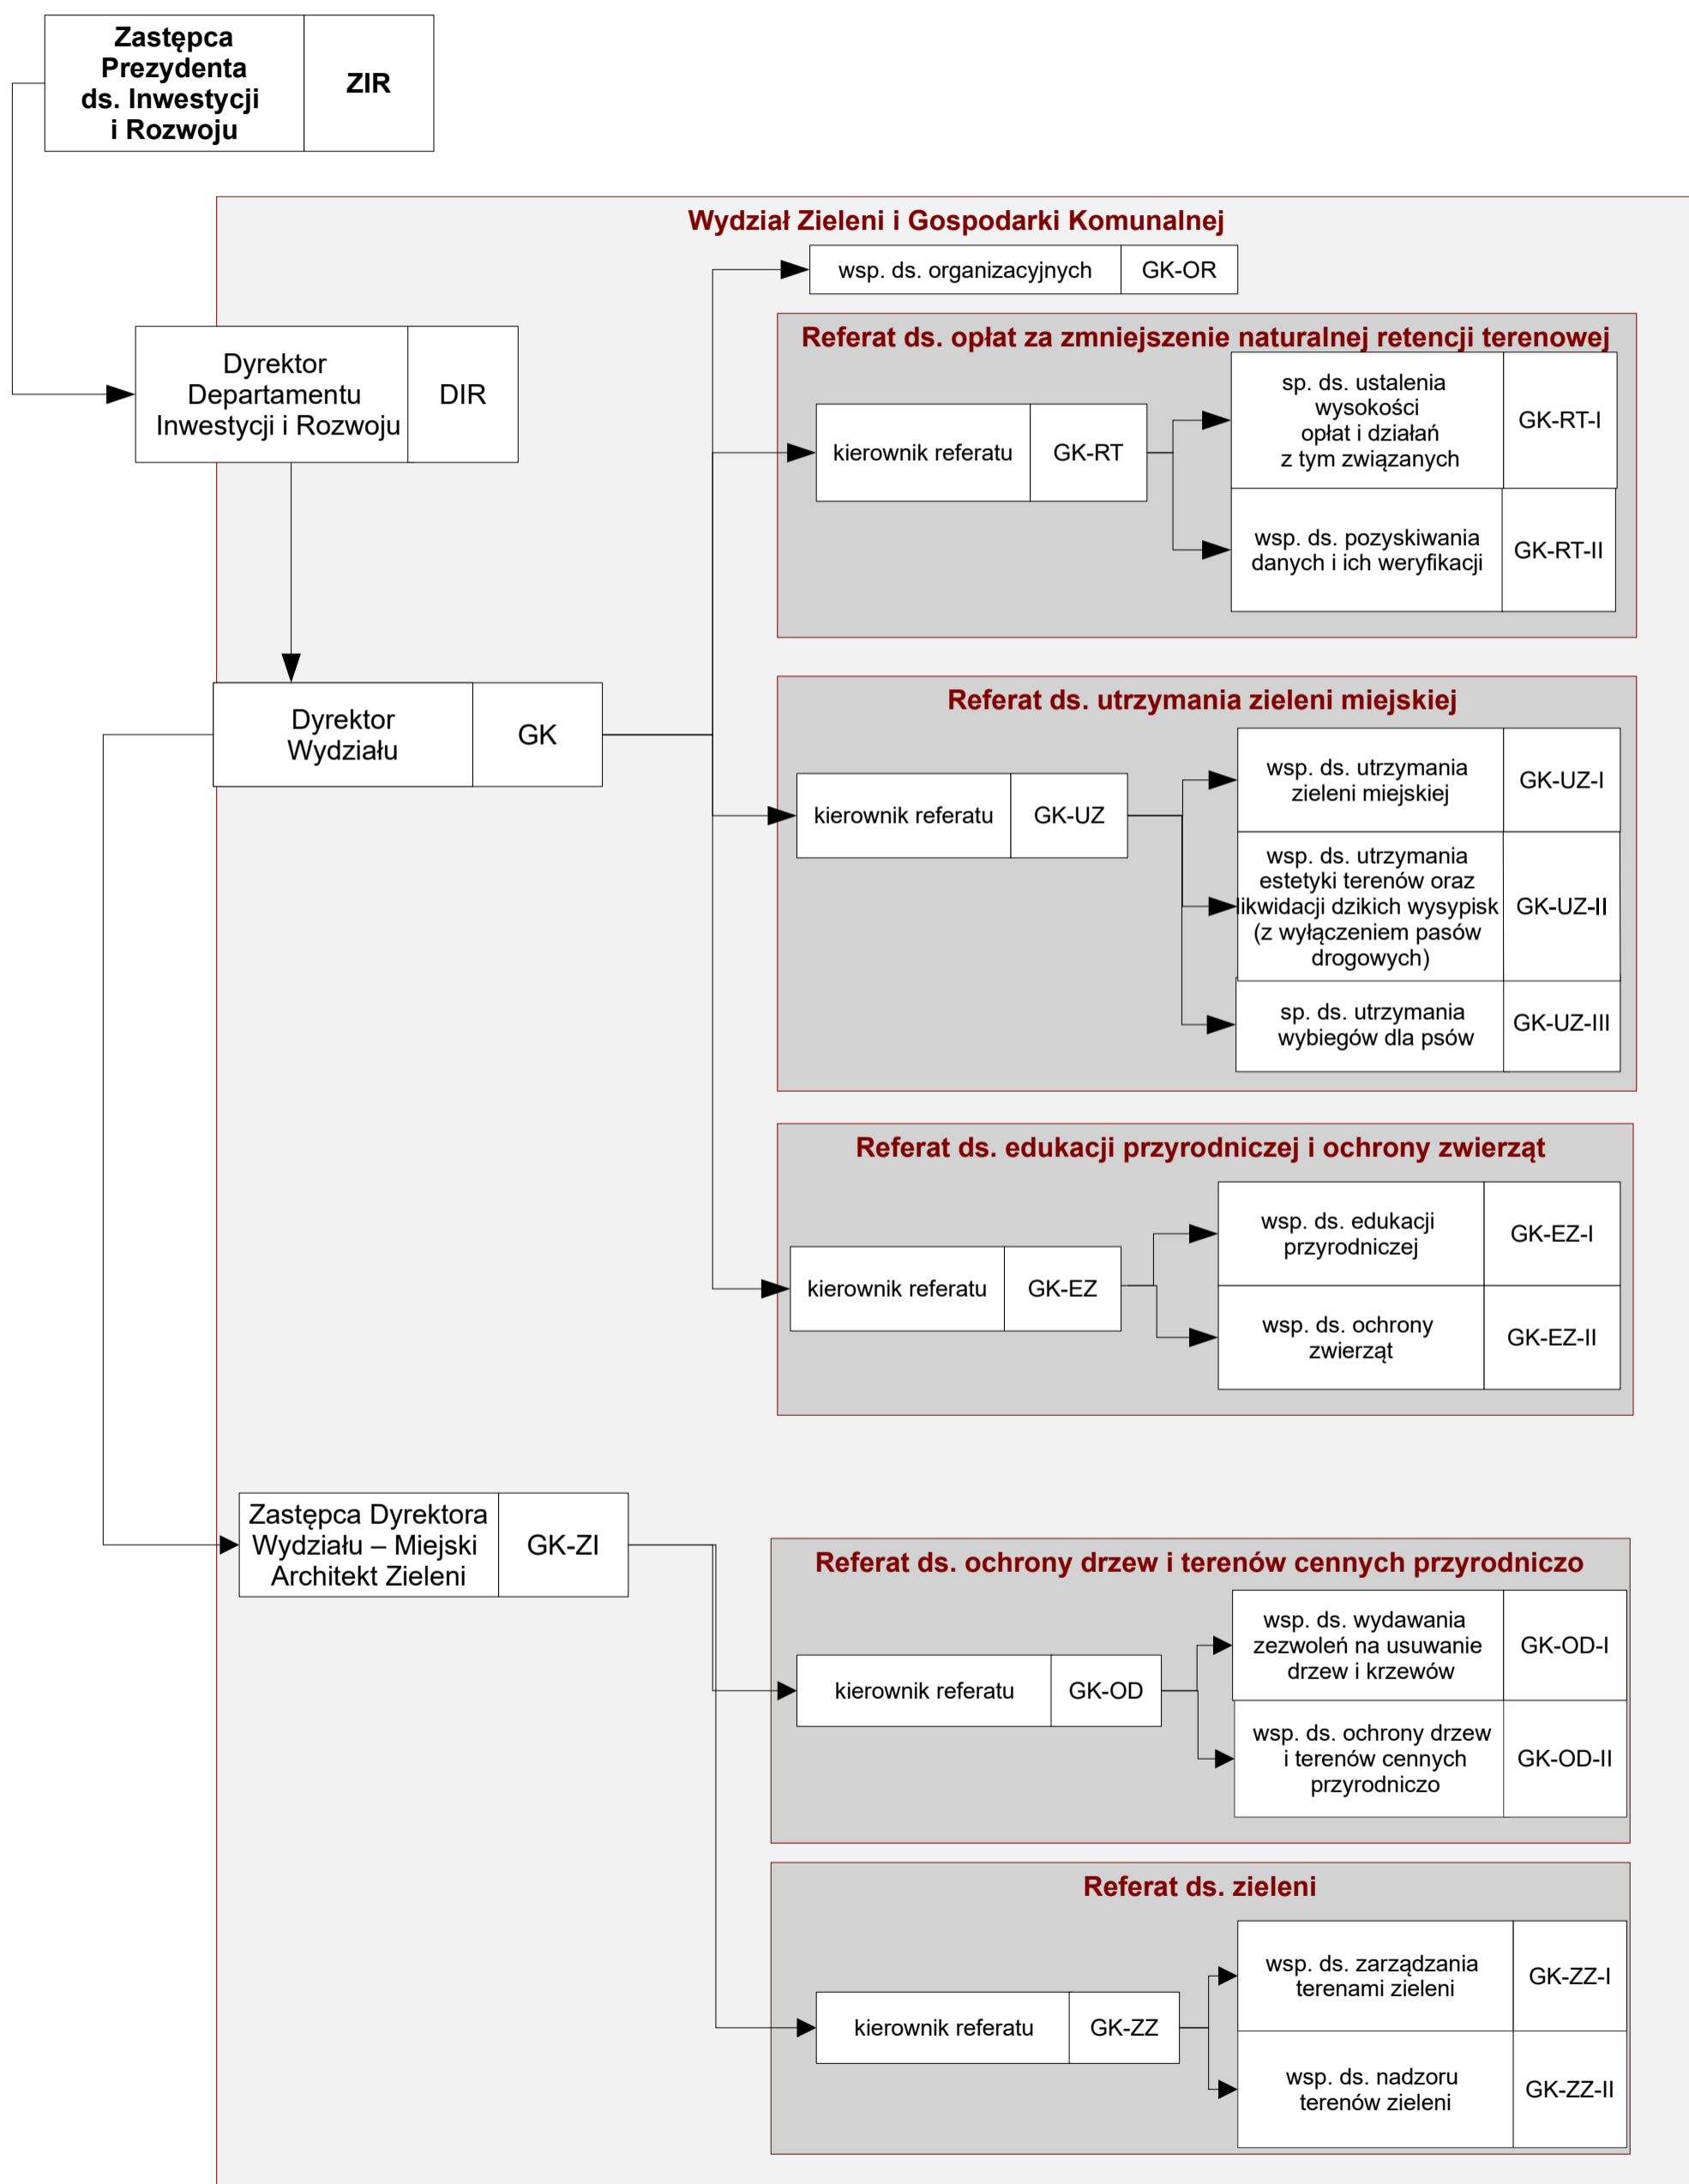 Zastępca
Prezydenta
ds. Inwestycji
i Rozwoju
ZIR
Wydział Zieleni i Gospodarki Komunalnej
wsp. ds. organizacyjnych
GK-OR
Dyrektor
Departamentu
Inwestycji i Rozwoju
DIR
Referat ds. opłat za zmniejszenie naturalnej retencji terenowej
kierownik referatu
GK-RT
sp. ds. ustalenia
wysokości
opłat i działań
z tym związanych
GK-RT-I
wsp. ds. pozyskiwania
danych i ich weryfikacji
GK-RT-II
Dyrektor
Wydziału
GK
Referat ds. utrzymania zieleni miejskiej
kierownik referatu
GK-UZ
wsp. ds. utrzymania
zieleni miejskiej
GK-UZ-I
wsp. ds. utrzymania
estetyki terenów oraz
likwidacji dzikich wysypisk
(z wyłączeniem pasów
drogowych)
GK-UZ-II
sp. ds. utrzymania
wybiegów dla psów
GK-UZ-III
Referat ds. edukacji przyrodniczej i ochrony zwierząt
kierownik referatu
GK-EZ
wsp. ds. edukacji
przyrodniczej
GK-EZ-I
wsp. ds. ochrony
zwierząt
GK-EZ-II
Zastępca Dyrektora
Wydziału – Miejski
Architekt Zieleni
GK-ZI
Referat ds. ochrony drzew i terenów cennych przyrodniczo
kierownik referatu
GK-OD
wsp. ds. wydawania
zezwoleń na usuwanie
drzew i krzewów
GK-OD-I
wsp. ds. ochrony drzew
i terenów cennych
przyrodniczo
GK-OD-II
Referat ds. zieleni
kierownik referatu
GK-ZZ
wsp. ds. zarządzania
terenami zieleni
GK-ZZ-I
wsp. ds. nadzoru
terenów zieleni
GK-ZZ-II